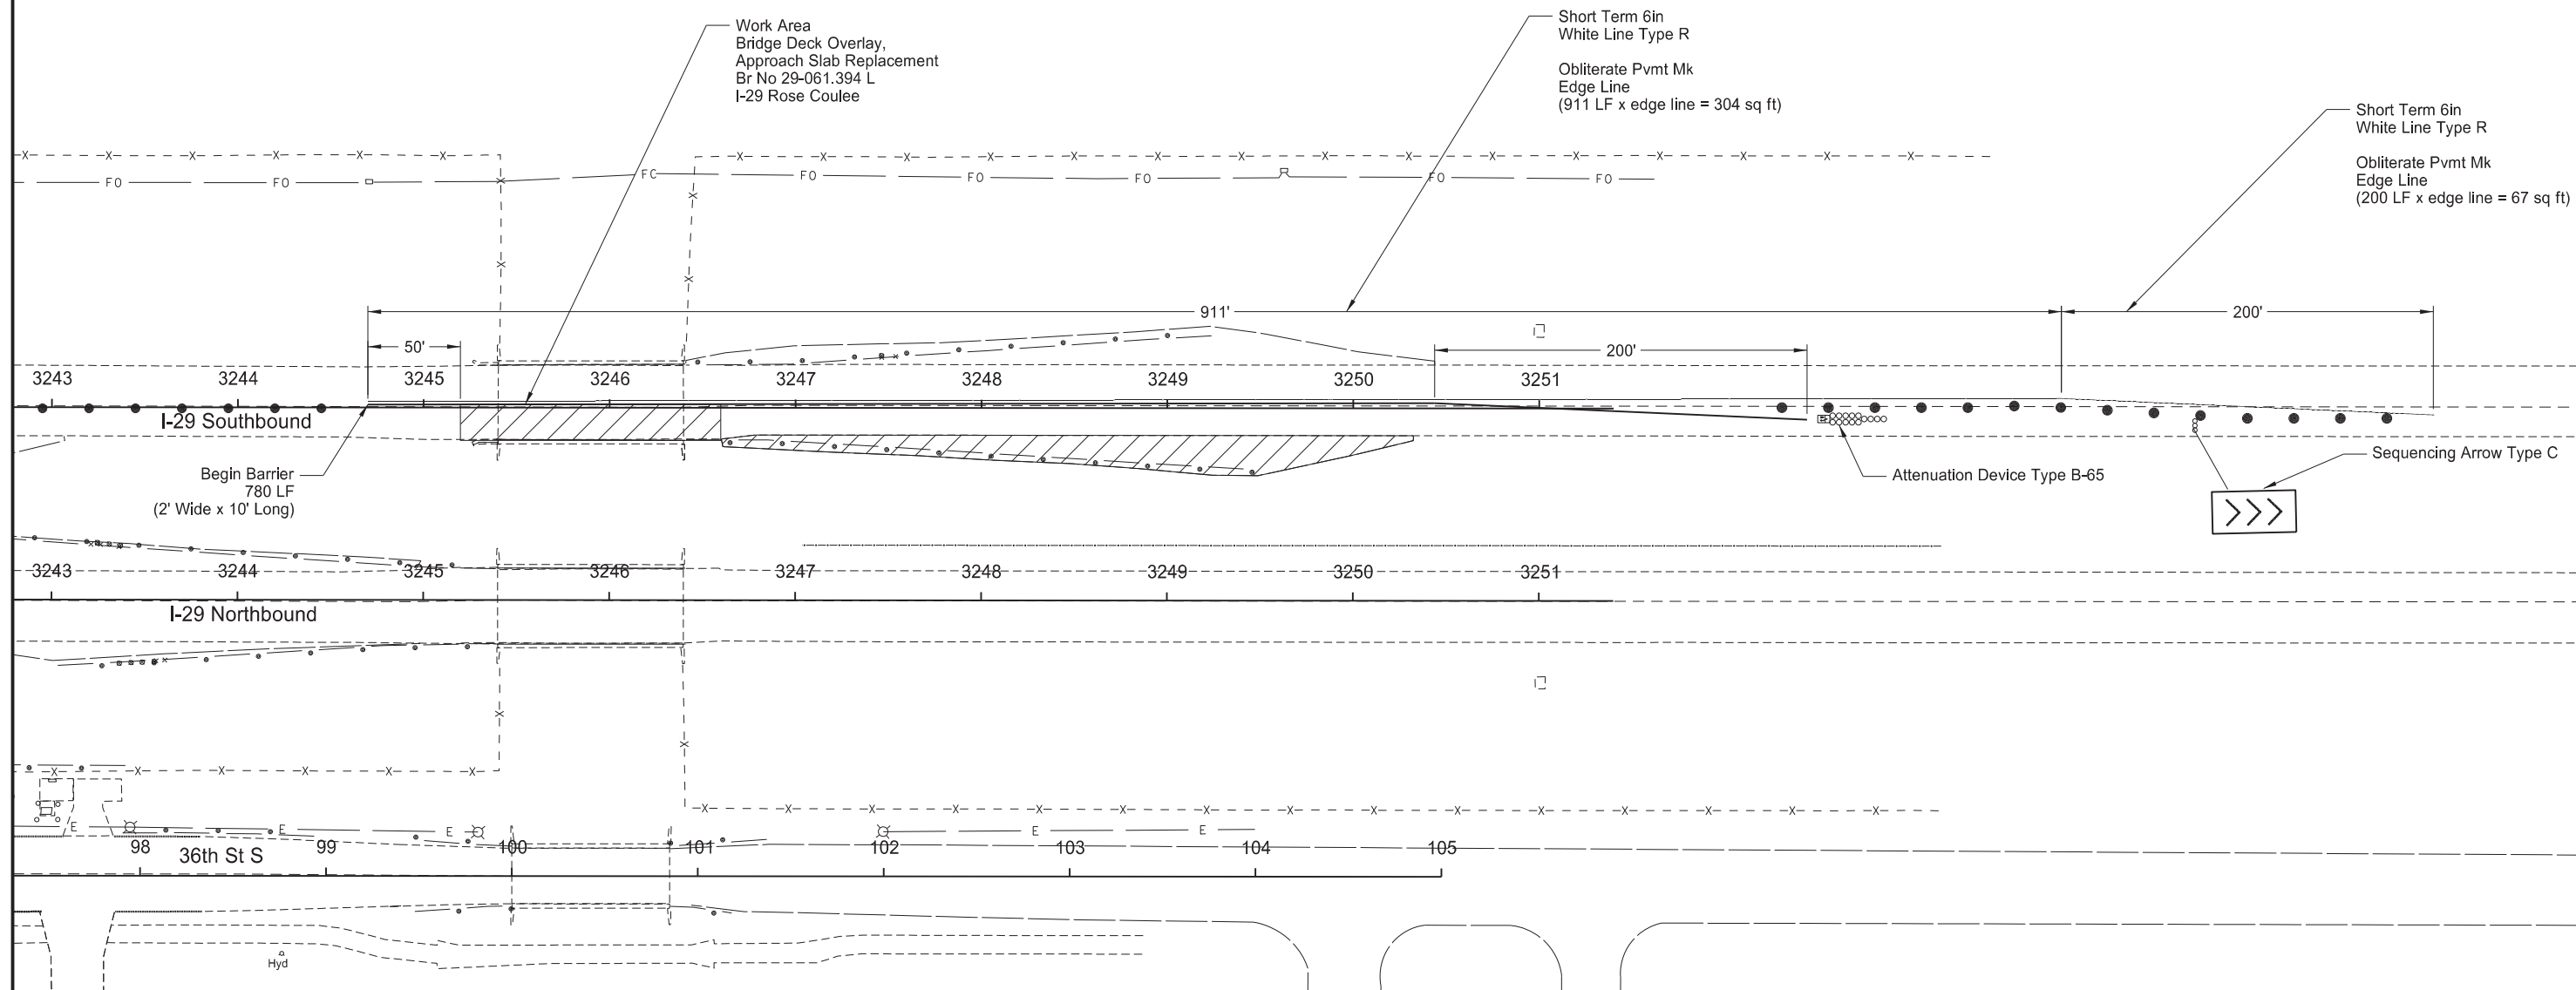 Work Area
Bridge Deck Overlay,
Approach Slab Replacement
Br No 29-061.394 L
I-29 Rose Coulee
Short Term 6in
White Line Type R
Obliterate Pvmt Mk
Edge Line
(911 LF x edge line = 304 sq ft)
Short Term 6in
White Line Type R
Obliterate Pvmt Mk
Edge Line
(200 LF x edge line = 67 sq ft)
X X X X X X X X X X X X X X X X X X X X X
FO FO FC FO FO FO FO FO
X
X X
X
911'
200'
50'
200'
3243 3244 3245 3246 3247 3248 3249 3250 3251
I-29 Southbound
Begin Barrier
780 LF
(2' Wide x 10' Long)
Attenuation Device Type B-65
Sequencing Arrow Type C
3243 3244 3245 3246 3247 3248 3249 3250 3251
I-29 Northbound
X
X
X X X X X X
X X X X X X X X X X X X X X
E E E E E
98 99 100 101 102 103 104 105
36th St S
Hyd